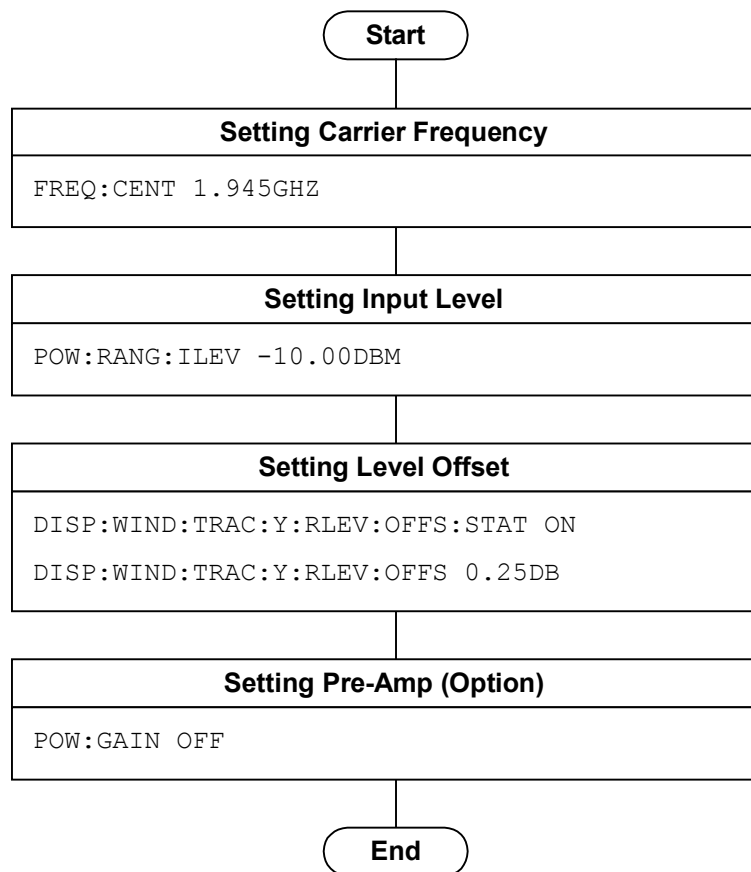 Start
Setting Carrier Frequency
FREQ:CENT 1.945GHZ
Setting Input Level
POW:RANG:ILEV -10.00DBM
Setting Level Offset
DISP:WIND:TRAC:Y:RLEV:OFFS:STAT ON
DISP:WIND:TRAC:Y:RLEV:OFFS 0.25DB
Setting Pre-Amp (Option)
POW:GAIN OFF
End